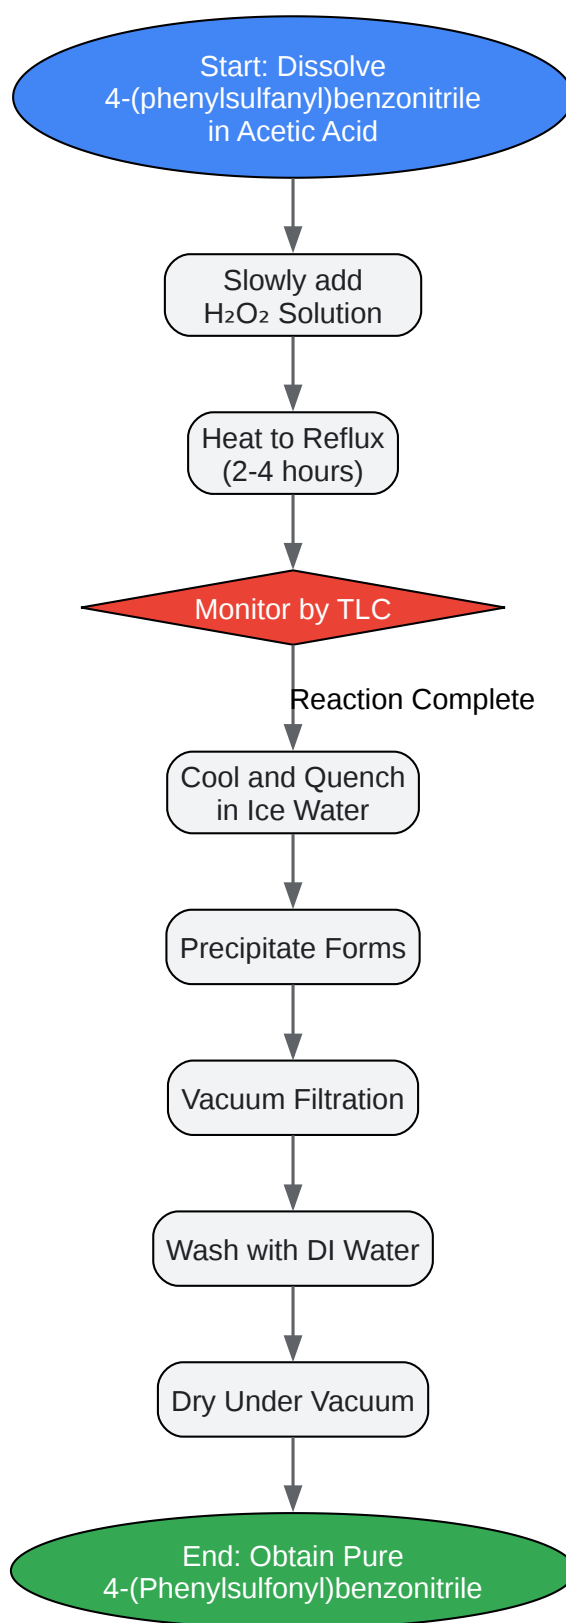 Start: Dissolve
4-(phenylsulfanyl)benzonitrile
in Acetic Acid
Slowly add
H₂O₂ Solution
Heat to Reflux
(2-4 hours)
Monitor by TLC
Reaction Complete
Cool and Quench
in Ice Water
Precipitate Forms
Vacuum Filtration
Wash with DI Water
Dry Under Vacuum
End: Obtain Pure
4-(Phenylsulfonyl)benzonitrile